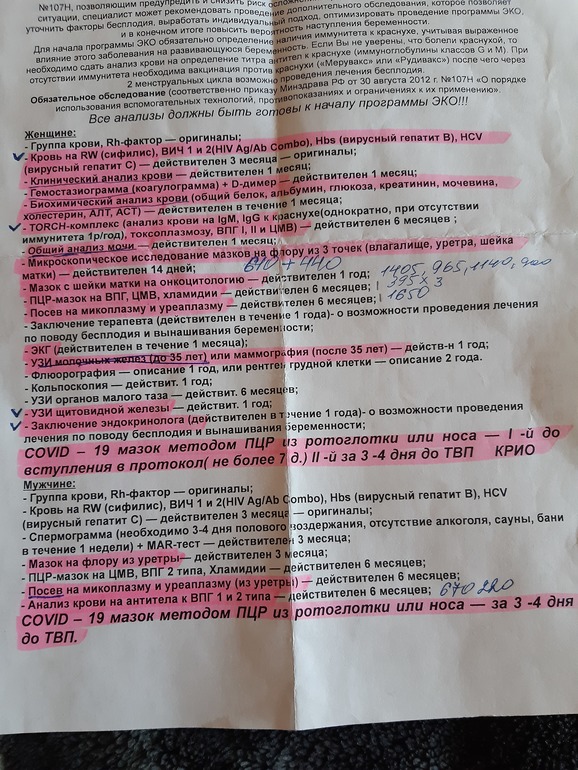 №107Н, позволяющим предупредить и снизить риск
ситуации, специалист может рекомендовать проведение дополнительного обследования, которое позволяет
уточнить факторы бесплодия, выработать индивидуальный подход, оптимизировать проведение программы ЭКО,
и в конечном итоге повысить вероятность наступления беременности.
Для начала программы ЭКО обязательно определение наличия иммунитета к краснухе, учитывая выраженное
влияние этого заболевания на развивающуюся беременность. Если Вы не уверены, что болели краснухой, то
необходимо сдать анализ крови на определение титра антител к краснухе (иммуноглобулины классов G и M). При
отсутствии иммунитета необходима вакцинация против краснухи («Мерувакс» или «Рудивакс») после чего через
2 менструальных цикла возможно проведения лечения бесплодия.
Обязательное обследование (соответственно приказу Минздрава РФ от 30 августа 2012 г. №107Н «О порядке
использования вспомогательных технологий, противопоказаниях и ограничениях к их применению».
Все анализы должны быть готовы к началу программы ЭКО!!!
Женщине:
- Группа крови, Rh-фактор — оригиналы;
- Кровь на RW (сифилис), ВИЧ 1 и 2(HIV Ag/Ab Combo), Hbs (вирусный гепатит В), HCV
(вирусный гепатит С) — действителен 3 месяца — оригиналы;
- Клинический анализ крови — действителен 1 месяц;
- Гемостазиограмма (коагулограмма) + D-димер — действителен 1 месяц;
- Биохимический анализ крови (общий белок, альбумин, глюкоза, креатинин, мочевина,
холестерин, АЛТ, АСТ) — действителен в течение 1 месяца;
- TORCH-комплекс (анализ крови на IgM, IgG к краснухе(однократно, при отсутствии
иммунитета 1р/год), токсоплазмозу, ВПГ I, II и ЦМВ) — действителен 6 месяцев ;
- Общий анализ мочи — действителен 1 месяц;
- Микроскопическое исследование мазков на флору из 3 точек (влагалище, уретра, шейка
матки) — действителен 14 дней; 610 + 440
- Мазок с шейки матки на онкоцитологию — действителен 1 год; 1405, 965, 1140, 900
- ПЦР-мазок на ВПГ, ЦМВ, хламидии — действителен 6 месяцев; 395 x 3
- Посев на микоплазму и уреаплазму — действителен 6 месяцев; 1650
- Заключение терапевта (действителен в течение 1 года)- о возможности проведения лечения
по поводу бесплодия и вынашивания беременности;
- ЭКГ (действителен в течение 1 месяца);
- УЗИ молочных желез (до 35 лет) или маммография (после 35 лет) — действ-н 1 год;
- Флюорография — описание 1 год, или рентген грудной клетки — описание 2 года.
- Кольпоскопия — действит. 1 год;
- УЗИ органов малого таза — действит. 6 месяцев;
- УЗИ щитовидной железы — действит. 1 год;
- Заключение эндокринолога (действителен в течение 1 года)- о возможности проведения
лечения по поводу бесплодия и вынашивания беременности;
COVID – 19 мазок методом ПЦР из ротоглотки или носа — I -й до
вступления в протокол( не более 7 д.) II -й за 3 -4 дня до ТВП КРИО
Мужчине:
- Группа крови, Rh-фактор — оригиналы;
- Кровь на RW (сифилис), ВИЧ 1 и 2(HIV Ag/Ab Combo), Hbs (вирусный гепатит В), HCV
(вирусный гепатит С) — действителен 3 месяца — оригиналы;
- Спермограмма (необходимо 3-4 дня полового воздержания, отсутствие алкоголя, сауны, бани
в течение 1 недели) + MAR-тест — действителен 3 месяца;
- Мазок на флору из уретры— действителен 3 месяца;
- ПЦР-мазок на ЦМВ, ВПГ 2 типа, Хламидии — действителен 6 месяцев;
- Посев на микоплазму и уреаплазму (из уретры) — действителен 6 месяцев;
- Анализ крови на антитела к ВПГ 1 и 2 типа — действителен 6 месяцев; 670 220
COVID – 19 мазок методом ПЦР из ротоглотки или носа — за 3 -4 дня
до ТВП.